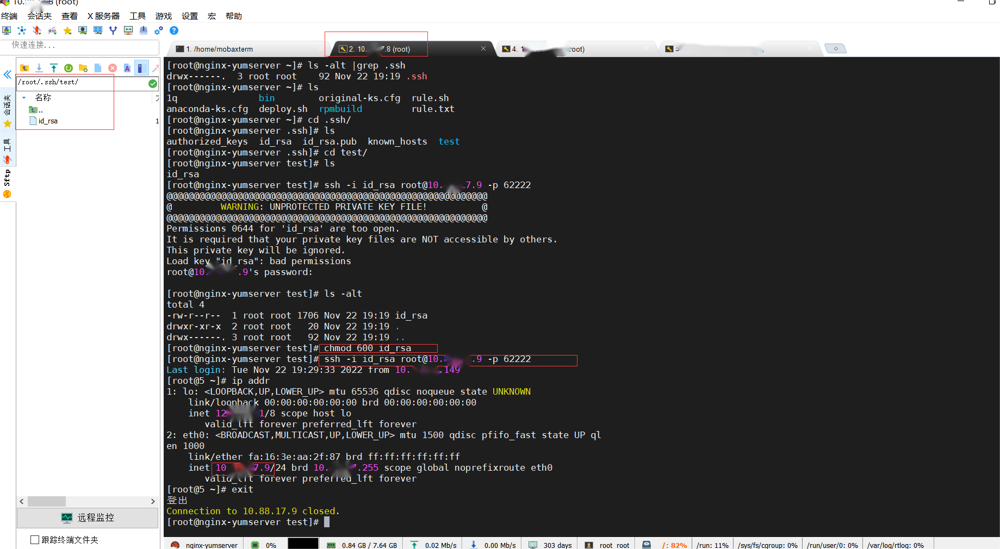 (root)
终端 会话夹 查看 X 服务器 工具 游戏 设置 宏 帮助
快速连接...
1. /home/mobaxterm
2. 10. 7.8 (root)
4. 1 root)
/root/.ssh/test/
名称
..
id_rsa 1
会话夹
工具
Sftp
[root@nginx-yumserver ~]# ls -alt |grep .ssh
drwx------. 3 root root 92 Nov 22 19:19 .ssh
[root@nginx-yumserver ~]# ls
1q bin original-ks.cfg rule.sh
anaconda-ks.cfg deploy.sh rpmbuild rule.txt
[root@nginx-yumserver ~]# cd .ssh/
[root@nginx-yumserver .ssh]# ls
authorized_keys id_rsa id_rsa.pub known_hosts test
[root@nginx-yumserver .ssh]# cd test/
[root@nginx-yumserver test]# ls
id_rsa
[root@nginx-yumserver test]# ssh -i id_rsa root@10. 7.9 -p 62222
@@@@@@@@@@@@@@@@@@@@@@@@@@@@@@@@@@@@@@@@@@@@@@@@@@@@@@@@@@@
@ WARNING: UNPROTECTED PRIVATE KEY FILE! @
@@@@@@@@@@@@@@@@@@@@@@@@@@@@@@@@@@@@@@@@@@@@@@@@@@@@@@@@@@@
Permissions 0644 for 'id_rsa' are too open.
It is required that your private key files are NOT accessible by others.
This private key will be ignored.
Load key "id_rsa": bad permissions
root@10. .9's password:
[root@nginx-yumserver test]# ls -alt
total 4
-rw-r--r-- 1 root root 1706 Nov 22 19:19 id_rsa
drwxr-xr-x 2 root root 20 Nov 22 19:19 .
drwx------. 3 root root 92 Nov 22 19:19 ..
[root@nginx-yumserver test]# chmod 600 id_rsa
[root@nginx-yumserver test]# ssh -i id_rsa root@10. .9 -p 62222
Last login: Tue Nov 22 19:29:33 2022 from 10. .149
[root@5 ~]# ip addr
1: lo: <LOOPBACK,UP,LOWER_UP> mtu 65536 qdisc noqueue state UNKNOWN
link/loopback 00:00:00:00:00:00 brd 00:00:00:00:00:00
inet 12 1/8 scope host lo
valid_lft forever preferred_lft forever
2: eth0: <BROADCAST,MULTICAST,UP,LOWER_UP> mtu 1500 qdisc pfifo_fast state UP ql
en 1000
link/ether fa:16:3e:aa:2f:87 brd ff:ff:ff:ff:ff:ff
inet 10 7.9/24 brd 10. 7.255 scope global noprefixroute eth0
valid_lft forever preferred_lft forever
[root@5 ~]# exit
登出
Connection to 10.88.17.9 closed.
[root@nginx-yumserver test]#
远程监控
跟踪终端文件夹
nginx-yumserver 0% 0.84 GB / 7.64 GB 0.02 Mb/s 0.00 Mb/s 303 days root root /: 82% /run: 11% /sys/fs/cgroup: 0% /run/user/0: 0% /var/log/rtlog: 0%